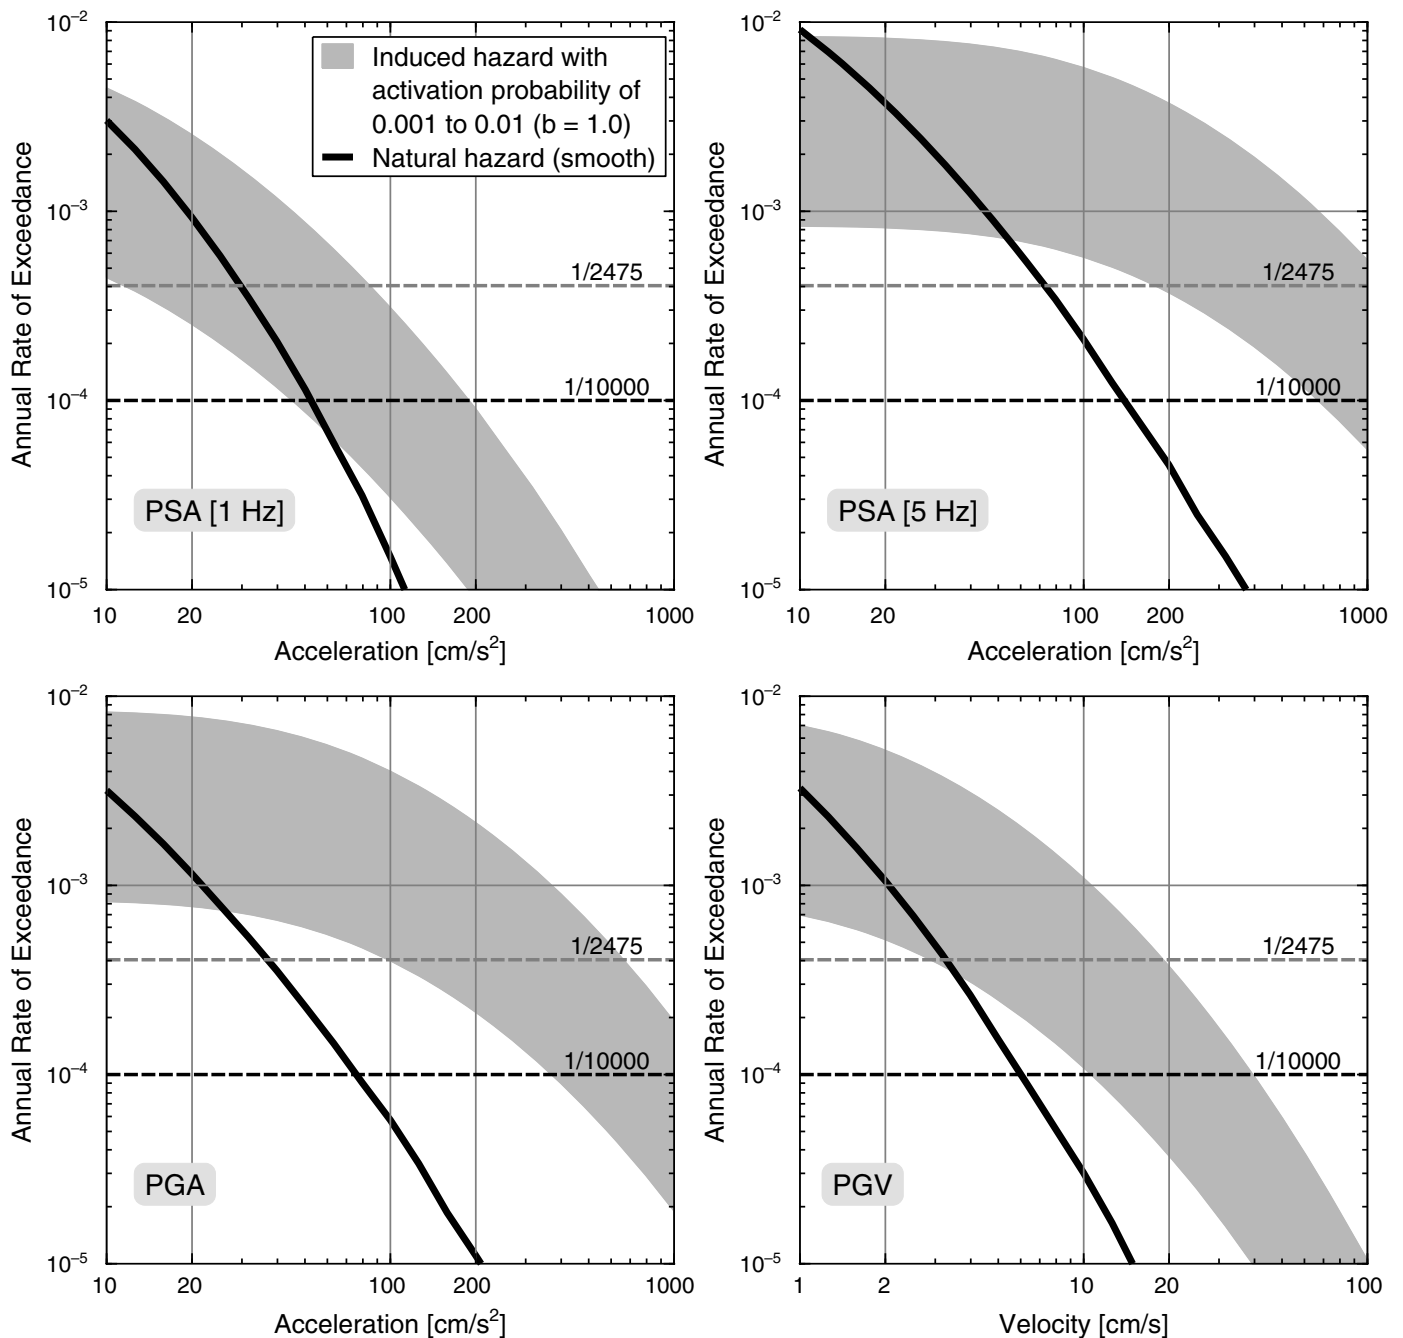 10⁻²
10⁻³
10⁻⁴
10⁻⁵
Annual Rate of Exceedance
Induced hazard with
activation probability of
0.001 to 0.01 (b = 1.0)
Natural hazard (smooth)
1/2475
1/10000
PSA [1 Hz]
10 20 100 200 1000
Acceleration [cm/s²]
10⁻²
10⁻³
10⁻⁴
10⁻⁵
Annual Rate of Exceedance
1/2475
1/10000
PSA [5 Hz]
10 20 100 200 1000
Acceleration [cm/s²]
10⁻²
10⁻³
10⁻⁴
10⁻⁵
Annual Rate of Exceedance
1/2475
1/10000
PGA
10 20 100 200 1000
Acceleration [cm/s²]
10⁻²
10⁻³
10⁻⁴
10⁻⁵
Annual Rate of Exceedance
1/2475
1/10000
PGV
1 2 10 20 100
Velocity [cm/s]